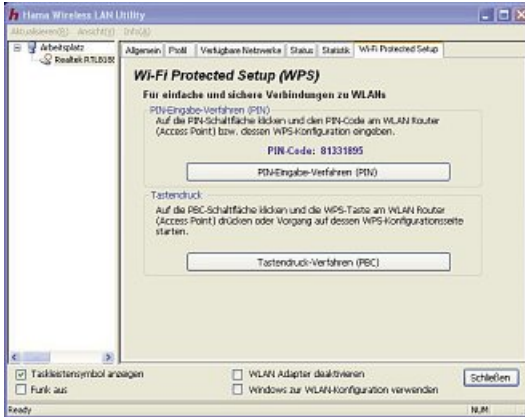 Hama Wireless LAN Utility
Aktualisieren(R) Ansicht(Y) Info(A)
Arbeitsplatz
Realtek RTL818
Allgemein Profil Verfügbare Netzwerke Status Statistik Wi-Fi Protected Setup
Wi-Fi Protected Setup (WPS)
Für einfache und sichere Verbindungen zu WLANs
PIN-Eingabe-Verfahren (PIN)
Auf die PIN-Schaltfläche klicken und den PIN-Code am WLAN Router
(Access Point) bzw. dessen WPS-Konfiguration eingeben.
PIN-Code: 81331895
PIN-Eingabe-Verfahren (PIN)
Tastendruck
Auf die PBC-Schaltfläche klicken und die WPS-Taste am WLAN Router
(Access Point) drücken oder Vorgang auf dessen WPS-Konfigurationsseite
starten.
Tastendruck-Verfahren (PBC)
Taskleistensymbol anzeigen
WLAN Adapter deaktivieren
Funk aus
Windows zur WLAN-Konfiguration verwenden
Schließen
Ready
NUM